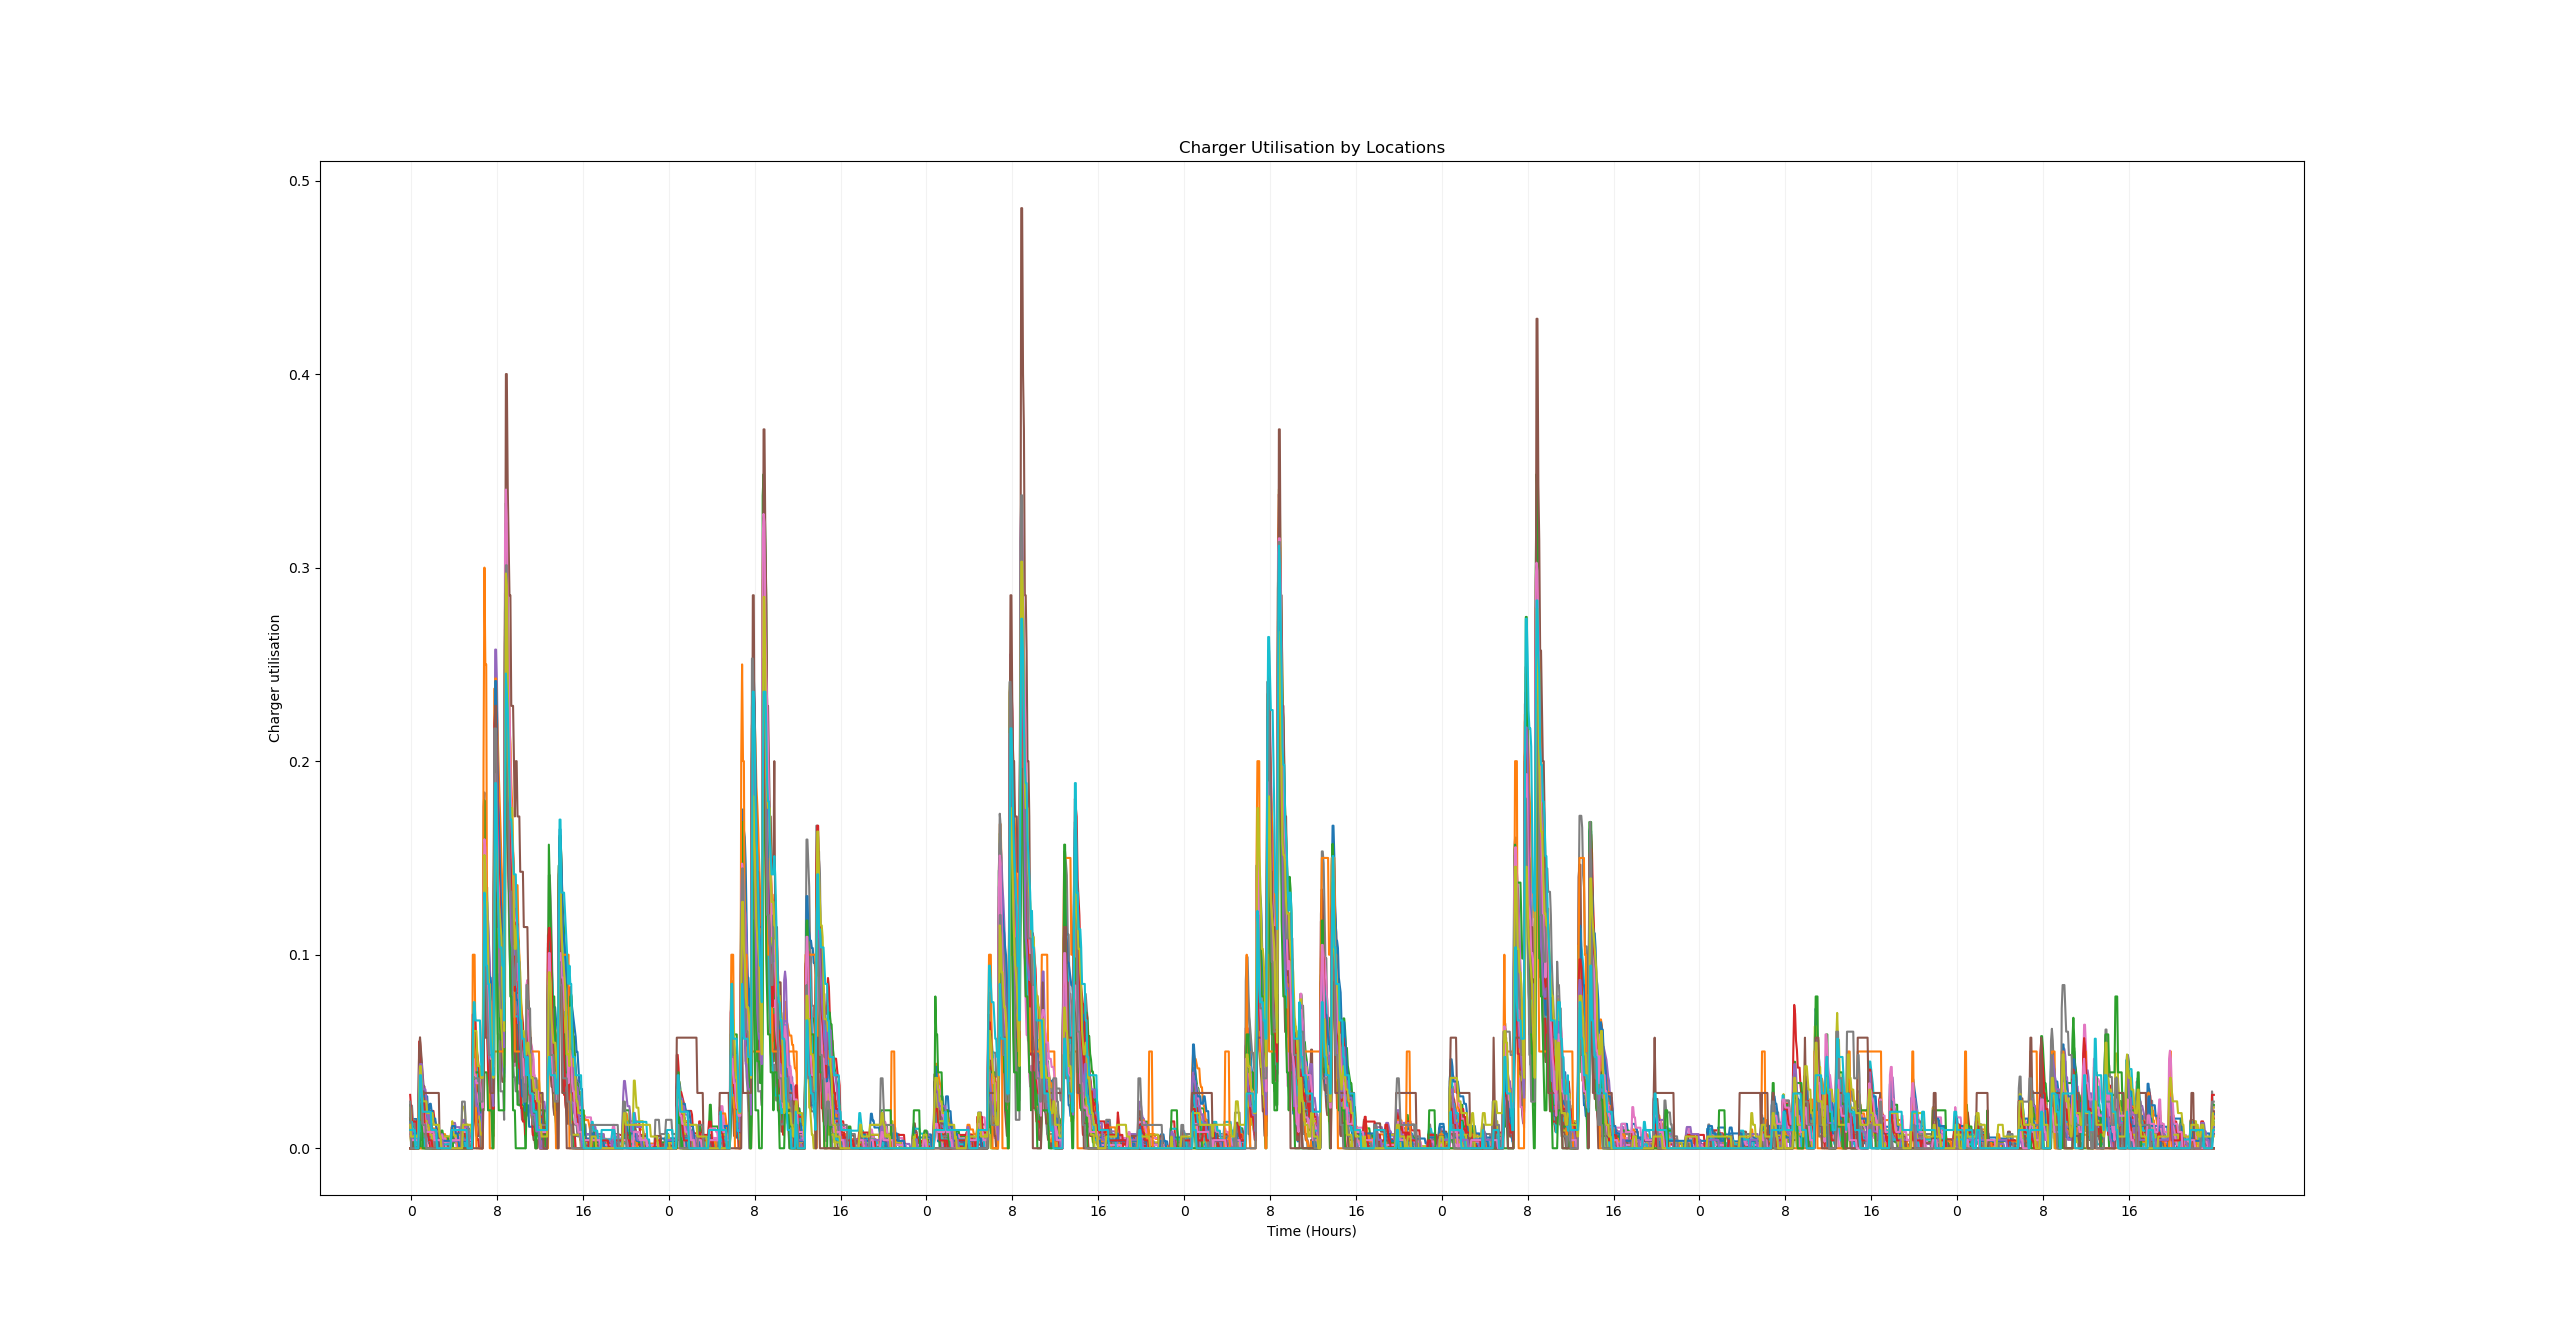 Charger Utilisation by Locations
0.5
0.4
0.3
0.2
0.1
0.0
Charger utilisation
0 8 16 0 8 16 0 8 16 0 8 16 0 8 16 0 8 16 0 8 16
Time (Hours)